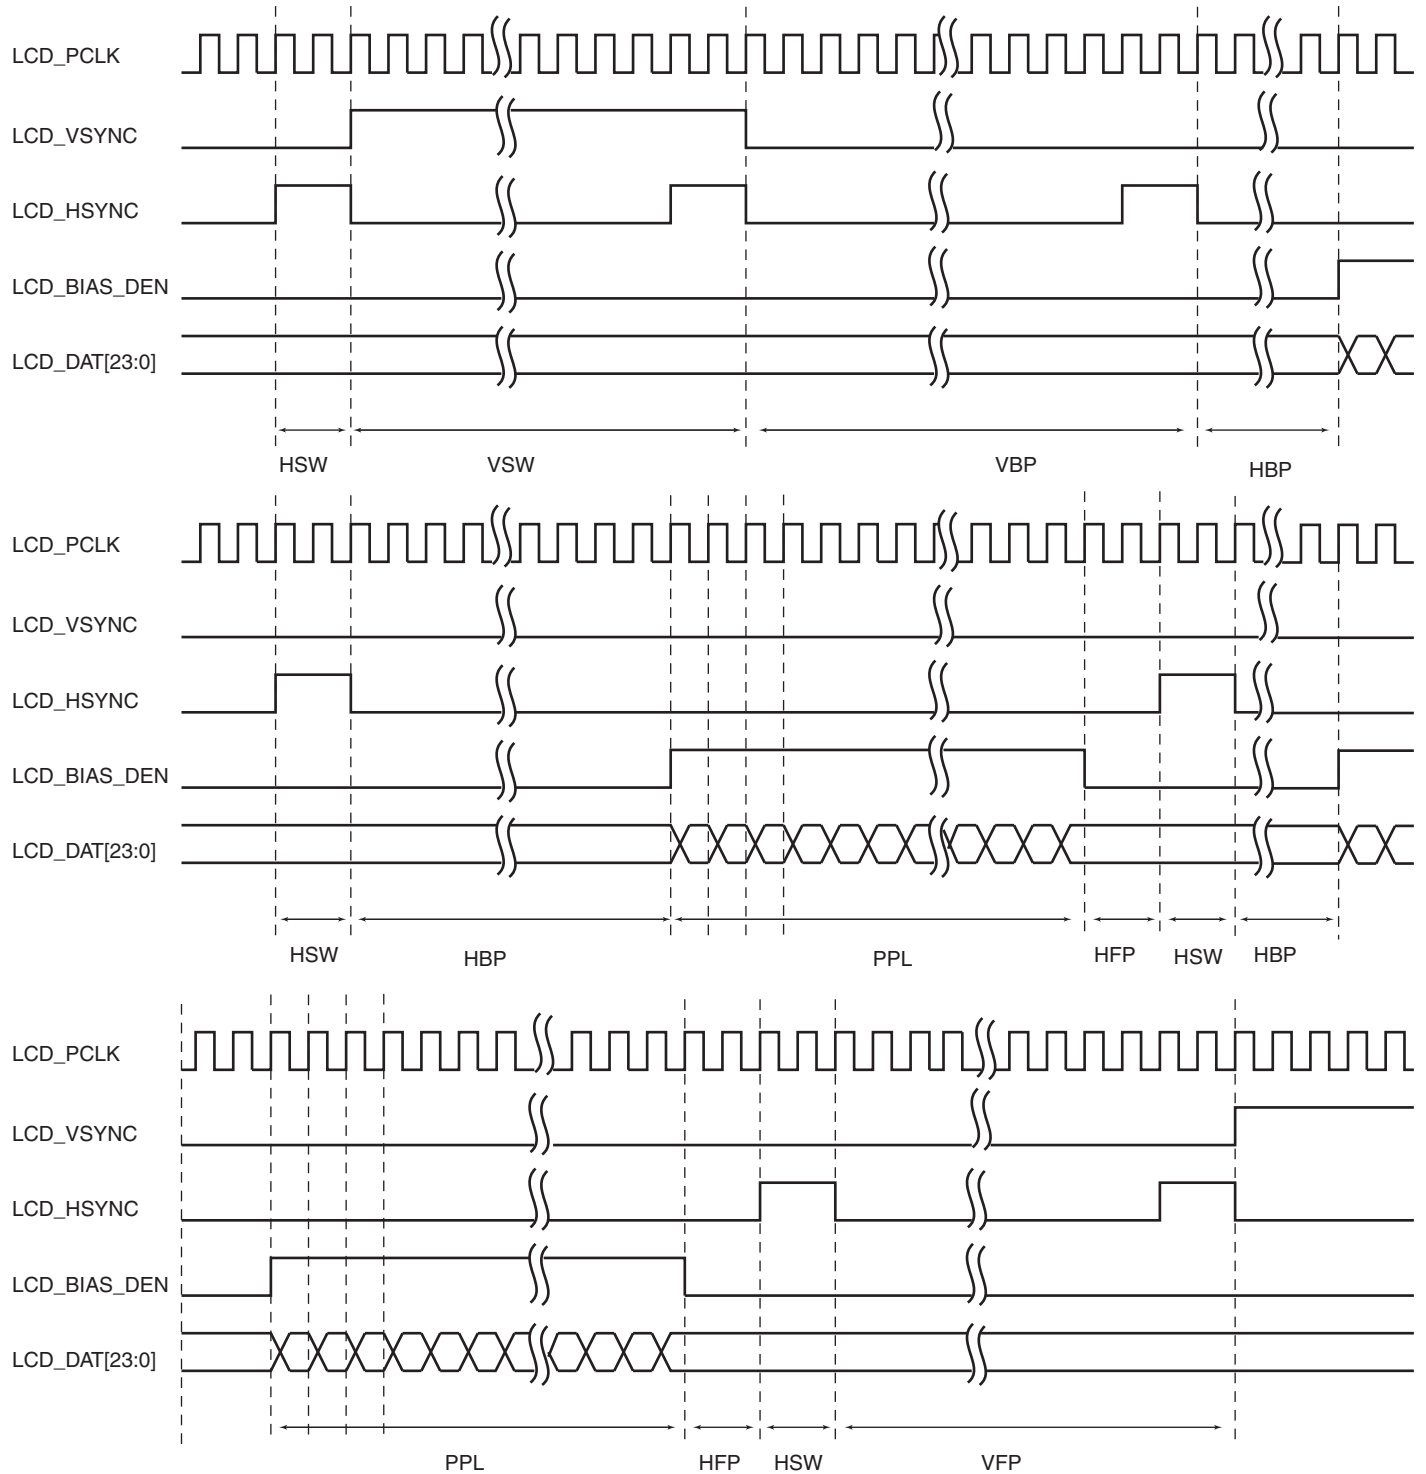 LCD_PCLK
LCD_VSYNC
LCD_HSYNC
LCD_BIAS_DEN
LCD_DAT[23:0]
HSW VSW VBP HBP
LCD_PCLK
LCD_VSYNC
LCD_HSYNC
LCD_BIAS_DEN
LCD_DAT[23:0]
HSW HBP PPL HFP HSW HBP
LCD_PCLK
LCD_VSYNC
LCD_HSYNC
LCD_BIAS_DEN
LCD_DAT[23:0]
PPL HFP HSW VFP